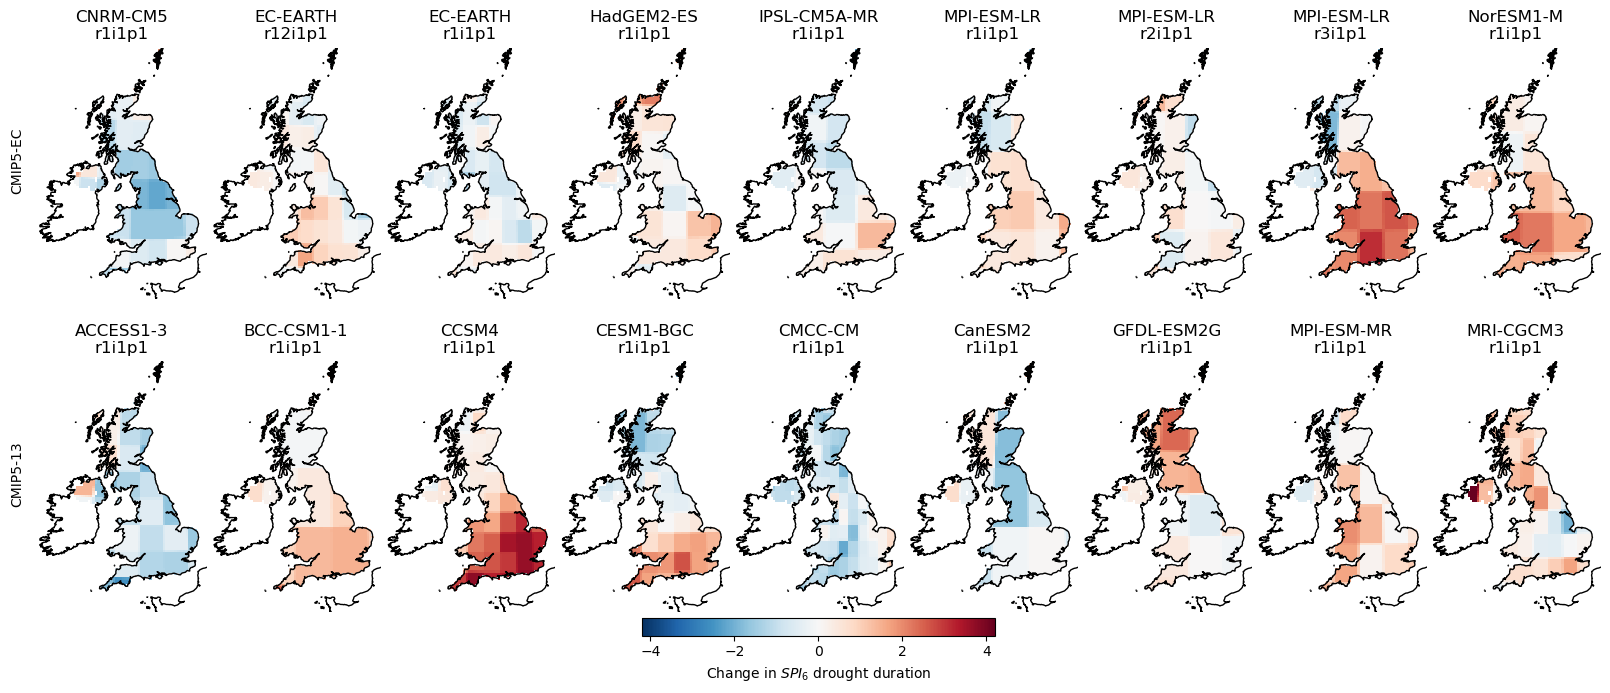 CNRM-CM5
r1i1p1
EC-EARTH
r12i1p1
EC-EARTH
r1i1p1
HadGEM2-ES
r1i1p1
IPSL-CM5A-MR
r1i1p1
MPI-ESM-LR
r1i1p1
MPI-ESM-LR
r2i1p1
MPI-ESM-LR
r3i1p1
NorESM1-M
r1i1p1
CMIP5-EC
ACCESS1-3
r1i1p1
BCC-CSM1-1
r1i1p1
CCSM4
r1i1p1
CESM1-BGC
r1i1p1
CMCC-CM
r1i1p1
CanESM2
r1i1p1
GFDL-ESM2G
r1i1p1
MPI-ESM-MR
r1i1p1
MRI-CGCM3
r1i1p1
CMIP5-13
−4 −2 0 2 4
Change in SPI₆ drought duration